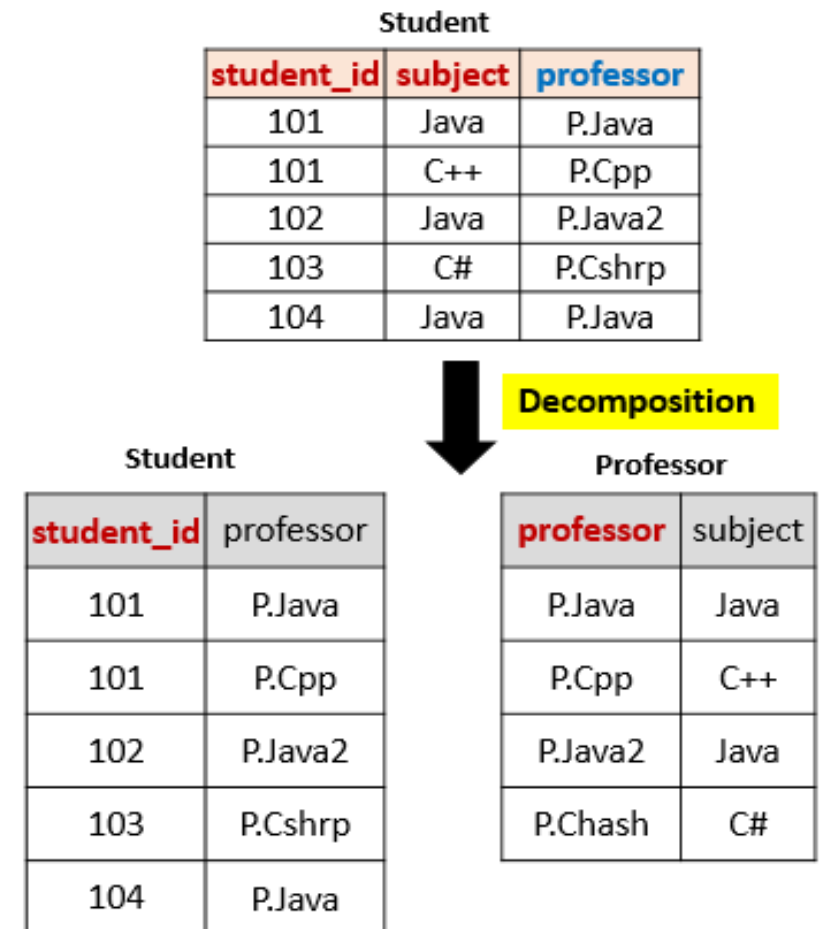 Student
student_id subject professor
101 Java P.Java
101 C++ P.Cpp
102 Java P.Java2
103 C# P.Cshrp
104 Java P.Java
Decomposition
Student
student_id professor
101 P.Java
101 P.Cpp
102 P.Java2
103 P.Cshrp
104 P.Java
Professor
professor subject
P.Java Java
P.Cpp C++
P.Java2 Java
P.Chash C#